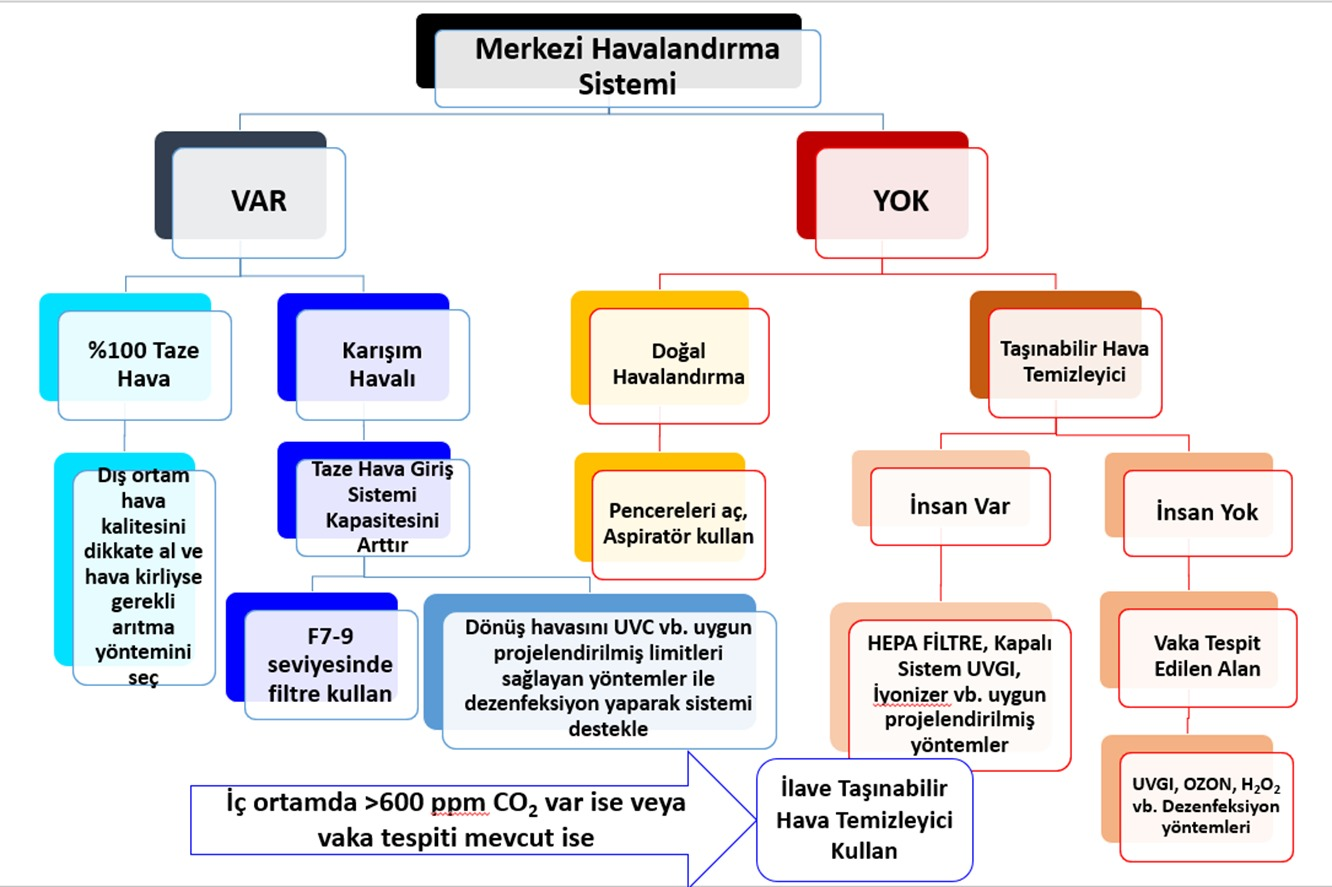 Merkezi Havalandırma
Sistemi
VAR
YOK
%100 Taze
Hava
Karışım
Havalı
Doğal
Havalandırma
Taşınabilir Hava
Temizleyici
Dış ortam
hava
kalitesini
dikkate al ve
hava kirliyse
gerekli
arıtma
yöntemini
seç
Taze Hava Giriş
Sistemi
Kapasitesini
Arttır
Pencereleri aç,
Aspiratör kullan
İnsan Var
İnsan Yok
F7-9
seviyesinde
filtre kullan
Dönüş havasını UVC vb. uygun
projelendirilmiş limitleri
sağlayan yöntemler ile
dezenfeksiyon yaparak sistemi
destekle
HEPA FİLTRE, Kapalı
Sistem UVGI,
İyonizer vb. uygun
projelendirilmiş
yöntemler
Vaka Tespit
Edilen Alan
UVGI, OZON, H₂O₂
vb. Dezenfeksiyon
yöntemleri
İç ortamda >600 ppm CO₂ var ise veya
vaka tespiti mevcut ise
İlave Taşınabilir
Hava Temizleyici
Kullan